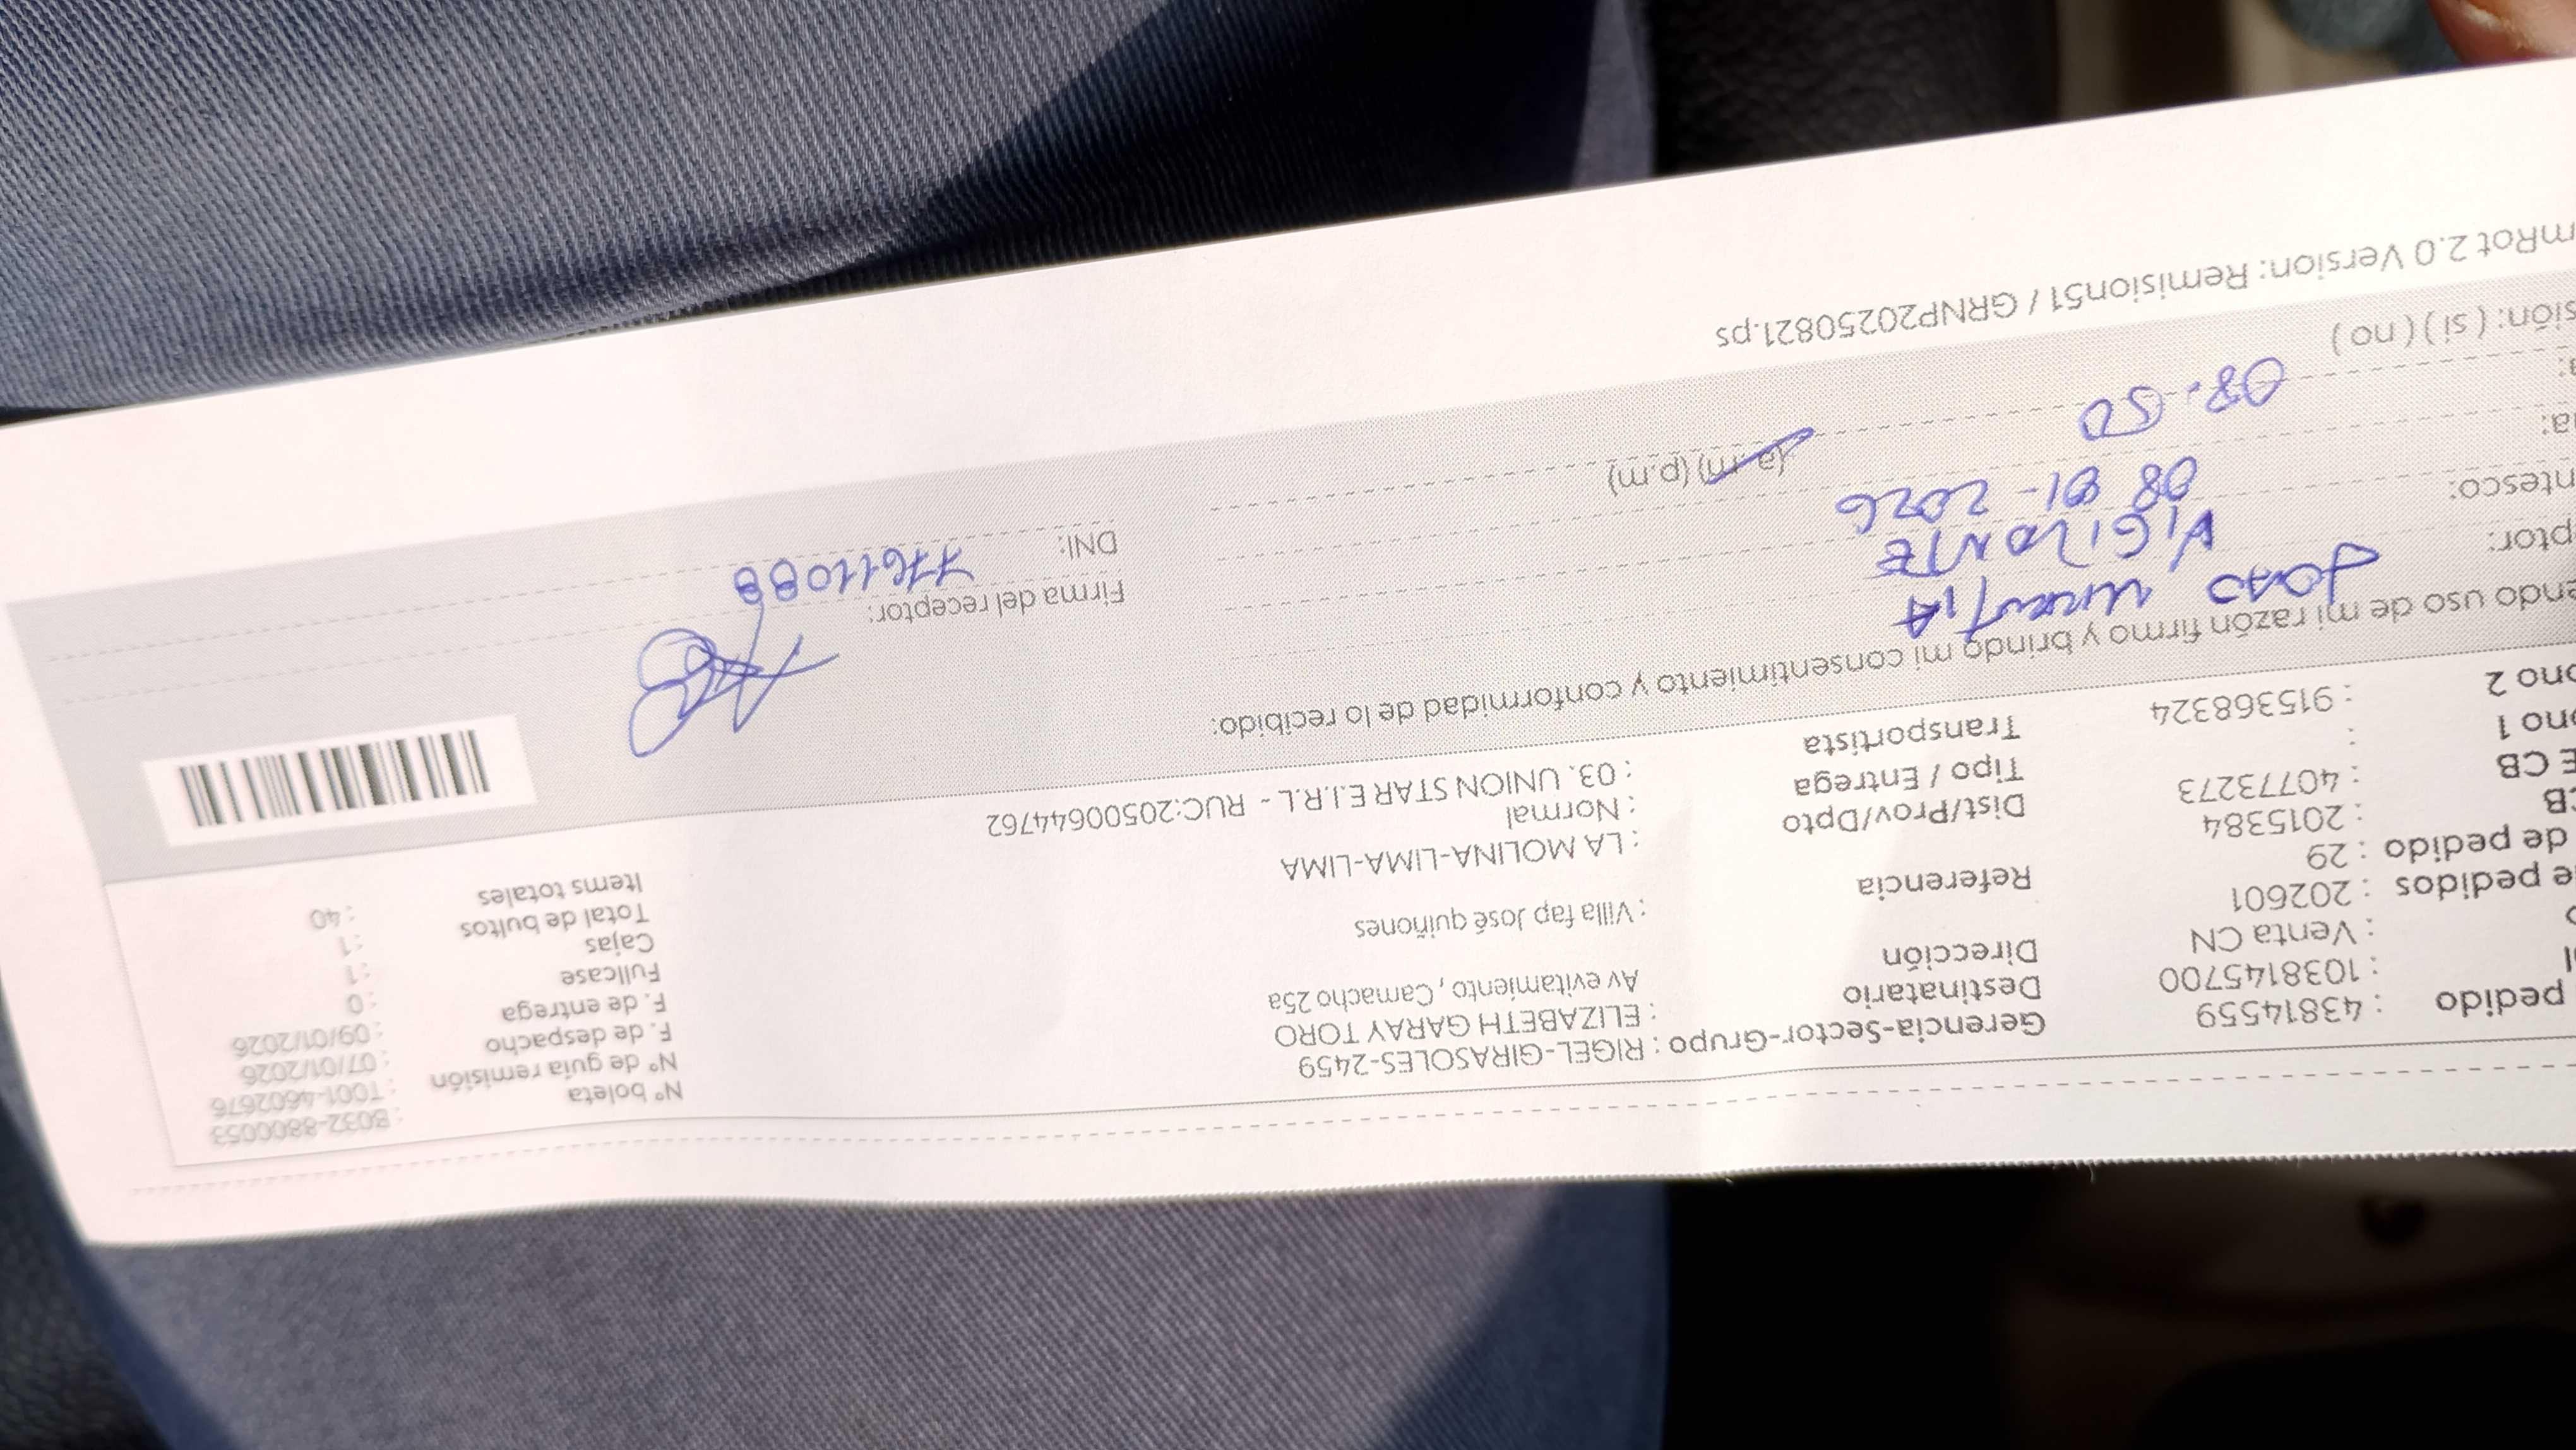 pedido : 43814559
: 1038145700
: Venta CN
de pedidos : 202601
de pedido : 29
: 2015384
E CB : 40773273
ono 1 :
ono 2 : 915368324
Gerencia-Sector-Grupo : RIGEL-GIRASOLES-2459
Destinatario : ELIZABETH GARAY TORO
Dirección Av evitamiento , Camacho 25a
: Villa fap José quiñones
Referencia
Dist/Prov/Dpto : LA MOLINA-LIMA-LIMA
Tipo / Entrega : Normal
Transportista : 03. UNION STAR E.I.R.L - RUC:20500644762
N° boleta : B032-8800053
N° de guía remisión : T001-4602676
F. de despacho : 07/01/2026
F. de entrega : 09/01/2026
Fullcase : 0
Cajas : 1
Total de bultos : 1
Items totales : 40
endo uso de mi razón firmo y brindo mi consentimiento y conformidad de lo recibido:
ptor: JOAO
ntesco: VIGILANTE
a: 08 01- 2026
a: 08.50 (a.m) (p.m)
sión: ( si ) ( no )
Firma del receptor:
DNI: 77611088
mRot 2.0 Version: Remision51 / GRNP20250821.ps